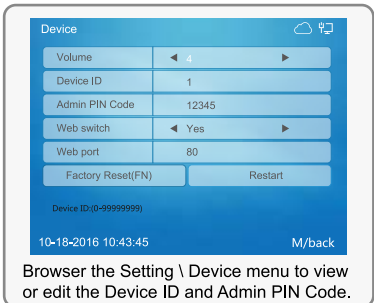 Device
Volume ◀ 4 ▶
Device ID 1
Admin PIN Code 12345
Web switch ◀ Yes ▶
Web port 80
Factory Reset(FN) Restart
Device ID:(0-99999999)
10-18-2016 10:43:45 M/back
Browser the Setting \ Device menu to view
or edit the Device ID and Admin PIN Code.